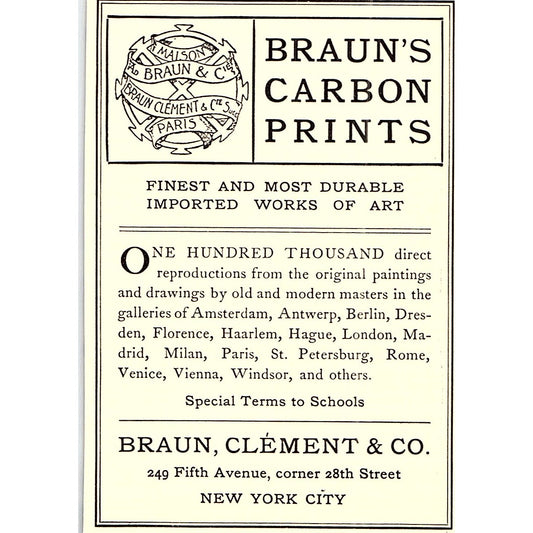 MAISON
AD BRAUN & Cie
BRAUN CLÉMENT & Cie Succrs
PARIS
BRAUN'S
CARBON
PRINTS
FINEST AND MOST DURABLE
IMPORTED WORKS OF ART
ONE HUNDRED THOUSAND direct
reproductions from the original paintings
and drawings by old and modern masters in the
galleries of Amsterdam, Antwerp, Berlin, Dres-
den, Florence, Haarlem, Hague, London, Ma-
drid, Milan, Paris, St. Petersburg, Rome,
Venice, Vienna, Windsor, and others.
Special Terms to Schools
BRAUN, CLÉMENT & CO.
249 Fifth Avenue, corner 28th Street
NEW YORK CITY